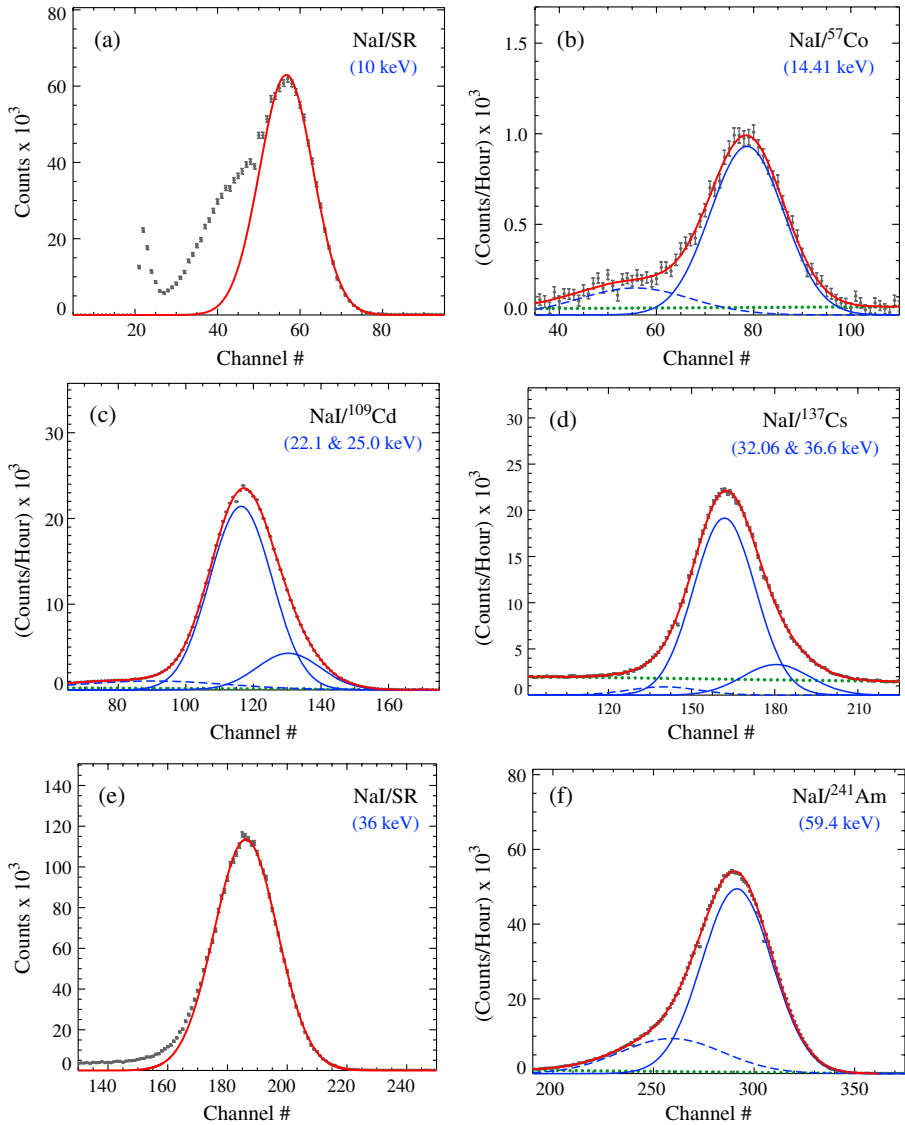 (a)
NaI/SR
(10 keV)
80
60
40
20
0
Counts x 10³
20
40
60
80
Channel #
(b)
NaI/⁵⁷Co
(14.41 keV)
1.5
1.0
0.5
0.0
(Counts/Hour) x 10³
40
60
80
100
Channel #
(c)
NaI/¹⁰⁹Cd
(22.1 & 25.0 keV)
30
20
10
0
(Counts/Hour) x 10³
80
100
120
140
160
Channel #
(d)
NaI/¹³⁷Cs
(32.06 & 36.6 keV)
33
27
21
15
9
3
0
(Counts/Hour) x 10³
120
150
180
210
Channel #
(e)
NaI/SR
(36 keV)
140
120
100
80
60
40
20
0
Counts x 10³
140
160
180
200
220
240
Channel #
(f)
NaI/²⁴¹Am
(59.4 keV)
80
60
40
20
0
(Counts/Hour) x 10³
200
250
300
350
Channel #